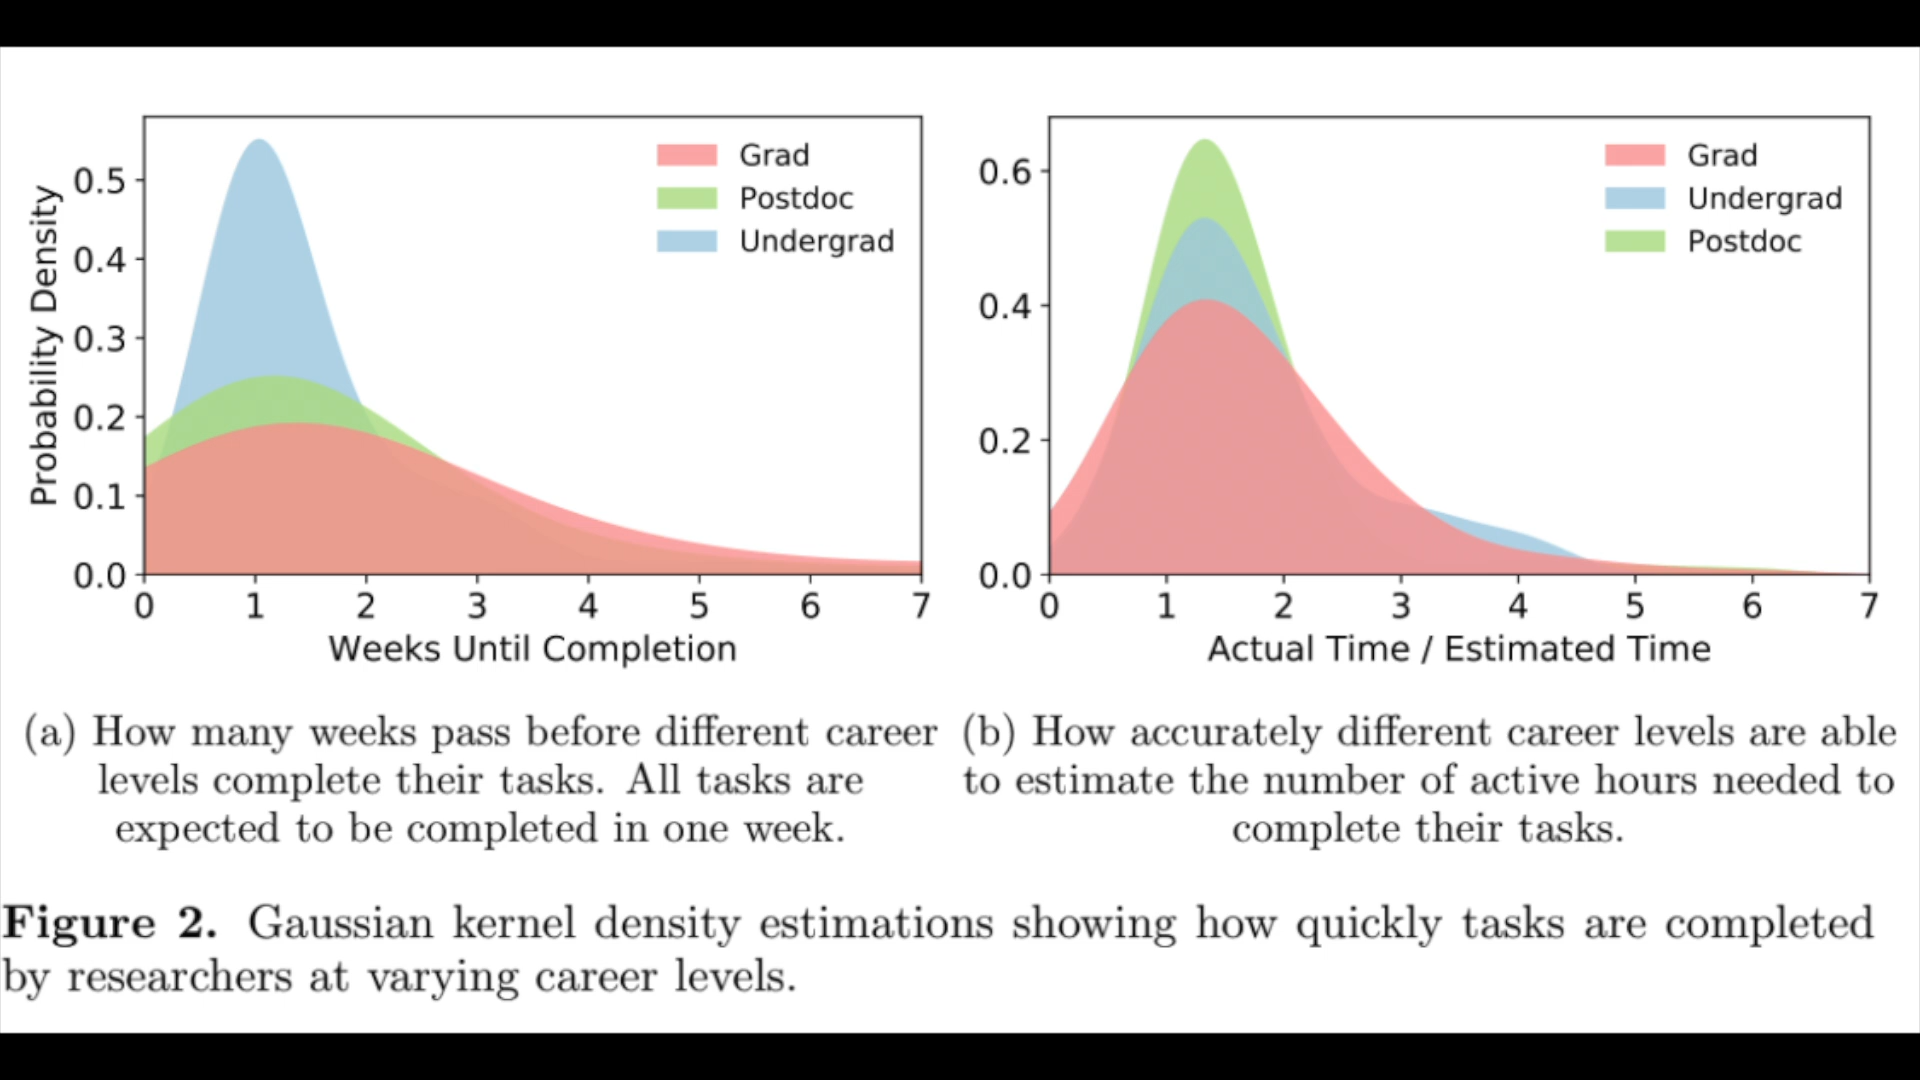 Probability Density
0.5
0.4
0.3
0.2
0.1
0.0
0 1 2 3 4 5 6 7
Weeks Until Completion
Grad
Postdoc
Undergrad
0.6
0.4
0.2
0.0
0 1 2 3 4 5 6 7
Actual Time / Estimated Time
Grad
Undergrad
Postdoc
(a) How many weeks pass before different career
levels complete their tasks. All tasks are
expected to be completed in one week.
(b) How accurately different career levels are able
to estimate the number of active hours needed to
complete their tasks.
Figure 2. Gaussian kernel density estimations showing how quickly tasks are completed
by researchers at varying career levels.